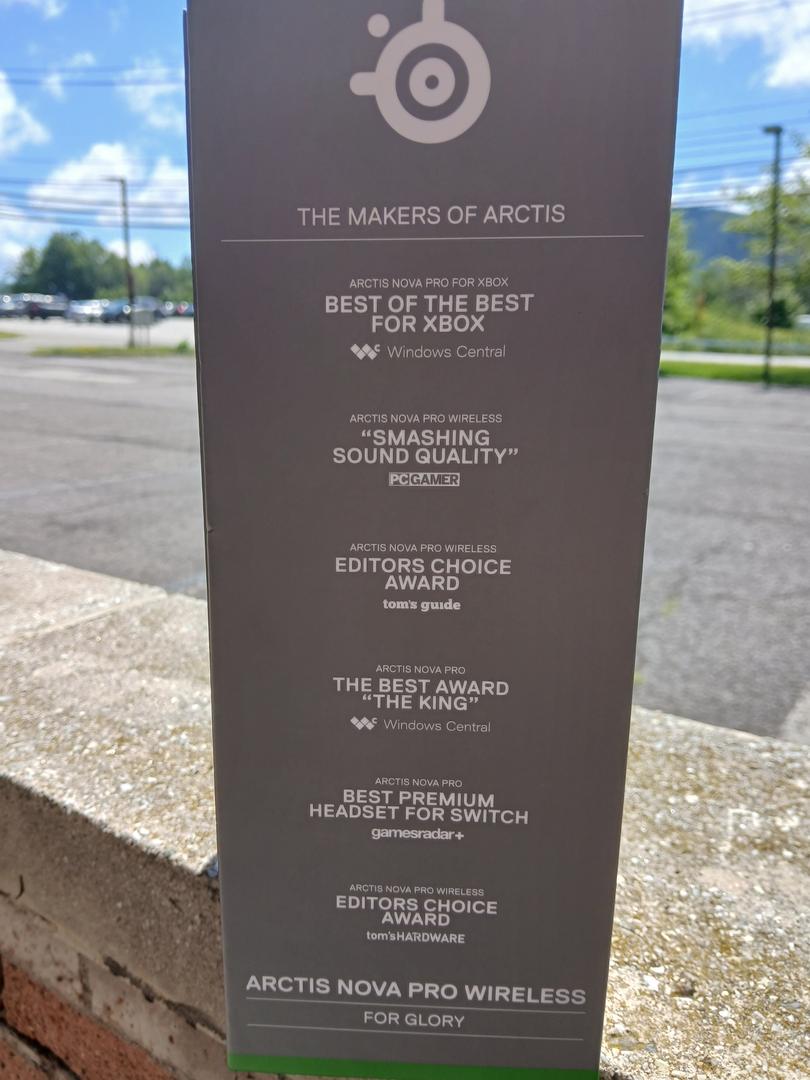 THE MAKERS OF ARCTIS
ARCTIS NOVA PRO FOR XBOX
BEST OF THE BEST
FOR XBOX
Windows Central
ARCTIS NOVA PRO WIRELESS
“SMASHING
SOUND QUALITY”
PC GAMER
ARCTIS NOVA PRO WIRELESS
EDITORS CHOICE
AWARD
tom's guide
ARCTIS NOVA PRO
THE BEST AWARD
“THE KING”
Windows Central
ARCTIS NOVA PRO
BEST PREMIUM
HEADSET FOR SWITCH
gamesradar+
ARCTIS NOVA PRO WIRELESS
EDITORS CHOICE
AWARD
tom'sHARDWARE
ARCTIS NOVA PRO WIRELESS
FOR GLORY